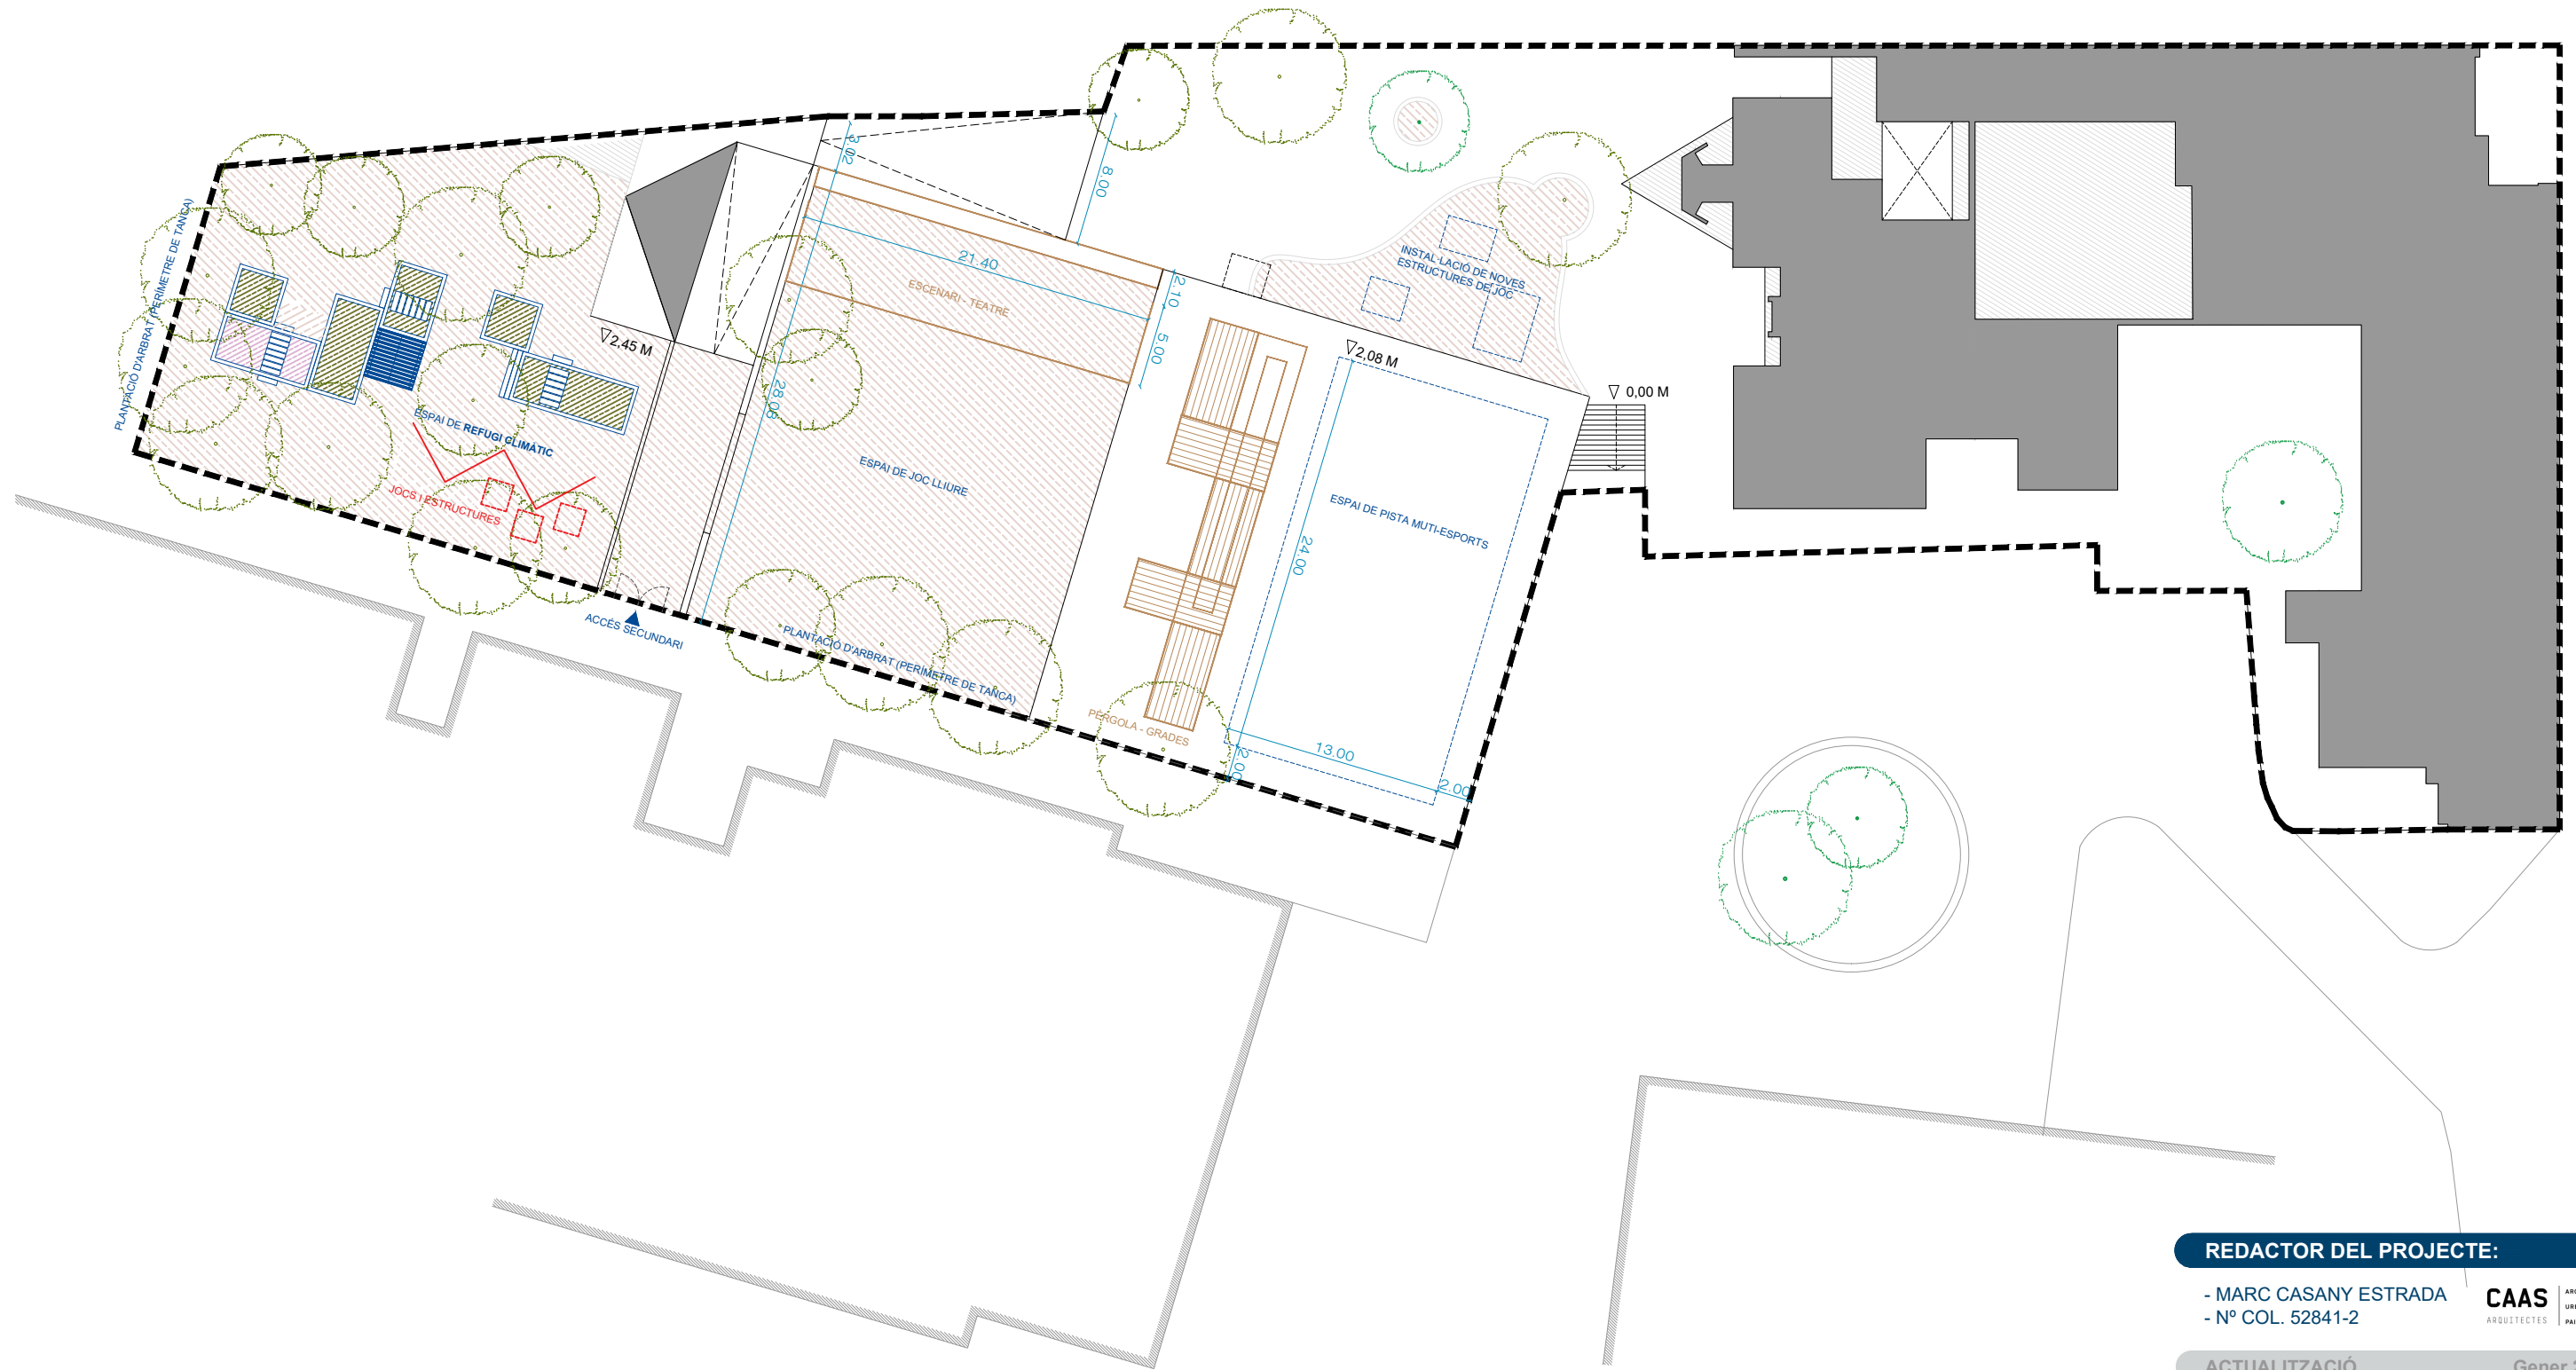 PLANTACIÓ D'ARBRAT (PERÍMETRE DE TANCA)
3.02
8.00
21.40
ESCENARI - TEATRE
2.10
5.00
INSTAL·LACIÓ DE NOVES
ESTRUCTURES DE JOC
2,45 M
2,08 M
0,00 M
28.06
ESPAI DE REFUGI CLIMÀTIC
JOCS I ESTRUCTURES
ESPAI DE JOC LLIURE
ESPAI DE PISTA MUTI-ESPORTS
24.00
ACCÉS SECUNDARI
PLANTACIÓ D'ARBRAT (PERÍMETRE DE TANCA)
PÈRGOLA - GRADES
13.00
2.00
2.00
REDACTOR DEL PROJECTE:
- MARC CASANY ESTRADA
- Nº COL. 52841-2
CAAS
ARQUITECTES
ACTUALITZACIÓ
Gener